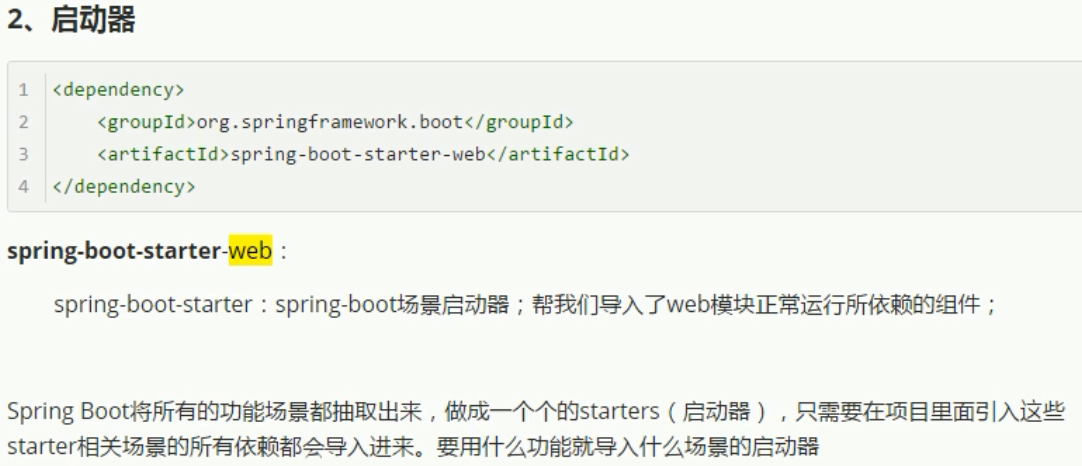 2、启动器
1 <dependency>
2     <groupId>org.springframework.boot</groupId>
3     <artifactId>spring-boot-starter-web</artifactId>
4 </dependency>
spring-boot-starter-web：
spring-boot-starter：spring-boot场景启动器；帮我们导入了web模块正常运行所依赖的组件；
Spring Boot将所有的功能场景都抽取出来，做成一个个的starters（启动器），只需要在项目里面引入这些
starter相关场景的所有依赖都会导入进来。要用什么功能就导入什么场景的启动器